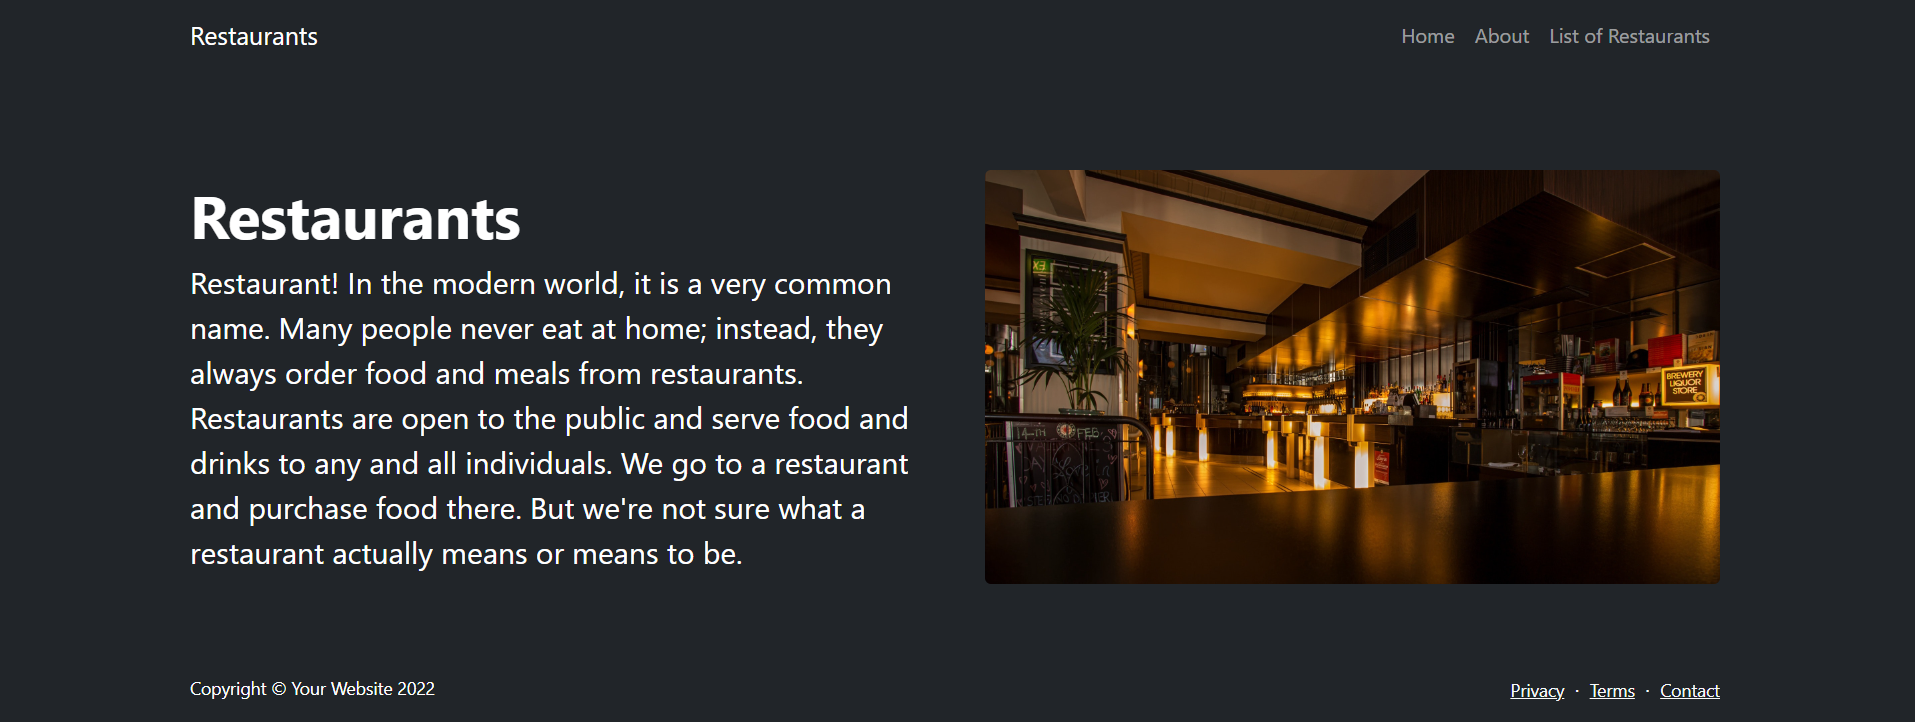 Restaurants
Home About List of Restaurants
Restaurants
Restaurant! In the modern world, it is a very common
name. Many people never eat at home; instead, they
always order food and meals from restaurants.
Restaurants are open to the public and serve food and
drinks to any and all individuals. We go to a restaurant
and purchase food there. But we're not sure what a
restaurant actually means or means to be.
BREWERY
LIQUOR
STORE
14-TH FEB.
Copyright © Your Website 2022
Privacy · Terms · Contact